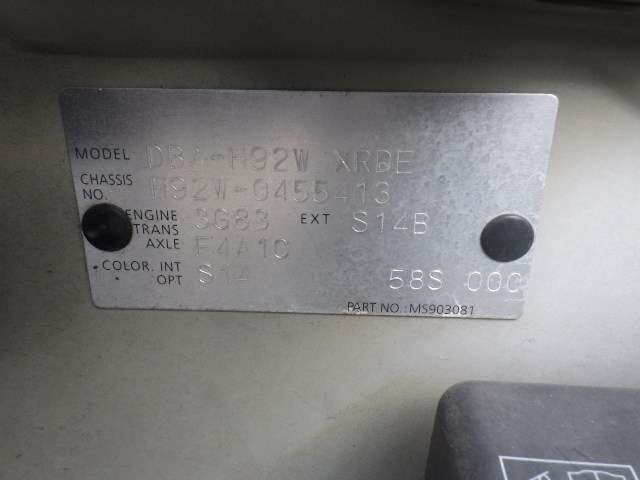 MODEL DBA-H92W XRDE
CHASSIS NO. H92W-0455413
ENGINE 3G83 EXT S14B
TRANS AXLE F4A1C
COLOR. INT S14
OPT 58S 000
PART NO.: MS903081